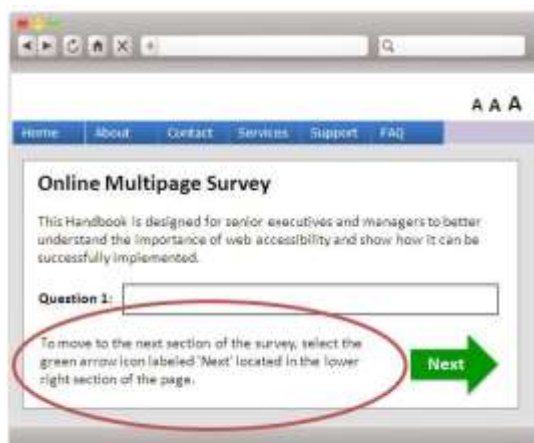 A A A
Home About Contact Services Support FAQ
Online Multipage Survey
This Handbook is designed for senior executives and managers to better
understand the importance of web accessibility and show how it can be
successfully implemented.
Question 1:
To move to the next section of the survey, select the
green arrow icon labeled 'Next' located in the lower
right section of the page.
Next